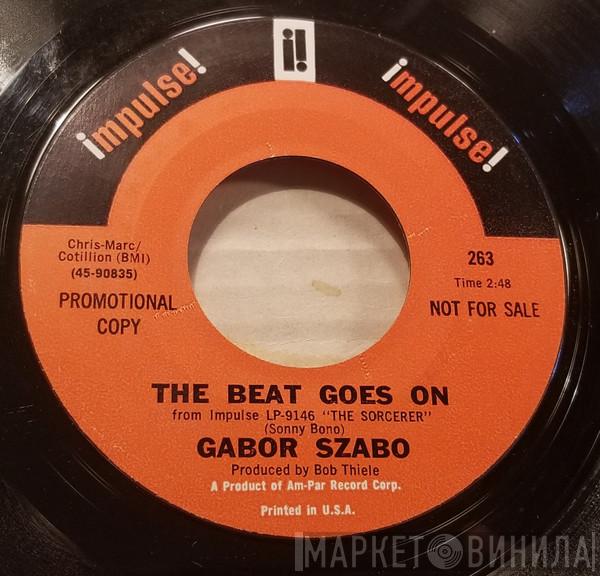 impulse! i! impulse!
Chris-Marc/
Cotillion (BMI)
(45-90835)
PROMOTIONAL
COPY
263
Time 2:48
NOT FOR SALE
THE BEAT GOES ON
from Impulse LP-9146 "THE SORCERER"
(Sonny Bono)
GABOR SZABO
Produced by Bob Thiele
A Product of Am-Par Record Corp.
Printed in U.S.A.
МАРКЕТ ВИНИЛА